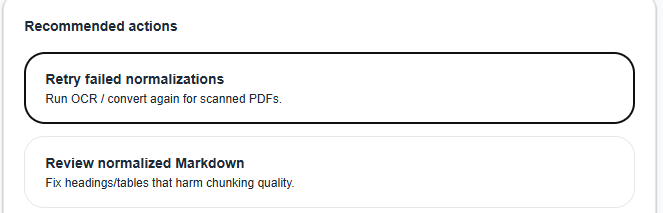 Recommended actions
Retry failed normalizations
Run OCR / convert again for scanned PDFs.
Review normalized Markdown
Fix headings/tables that harm chunking quality.